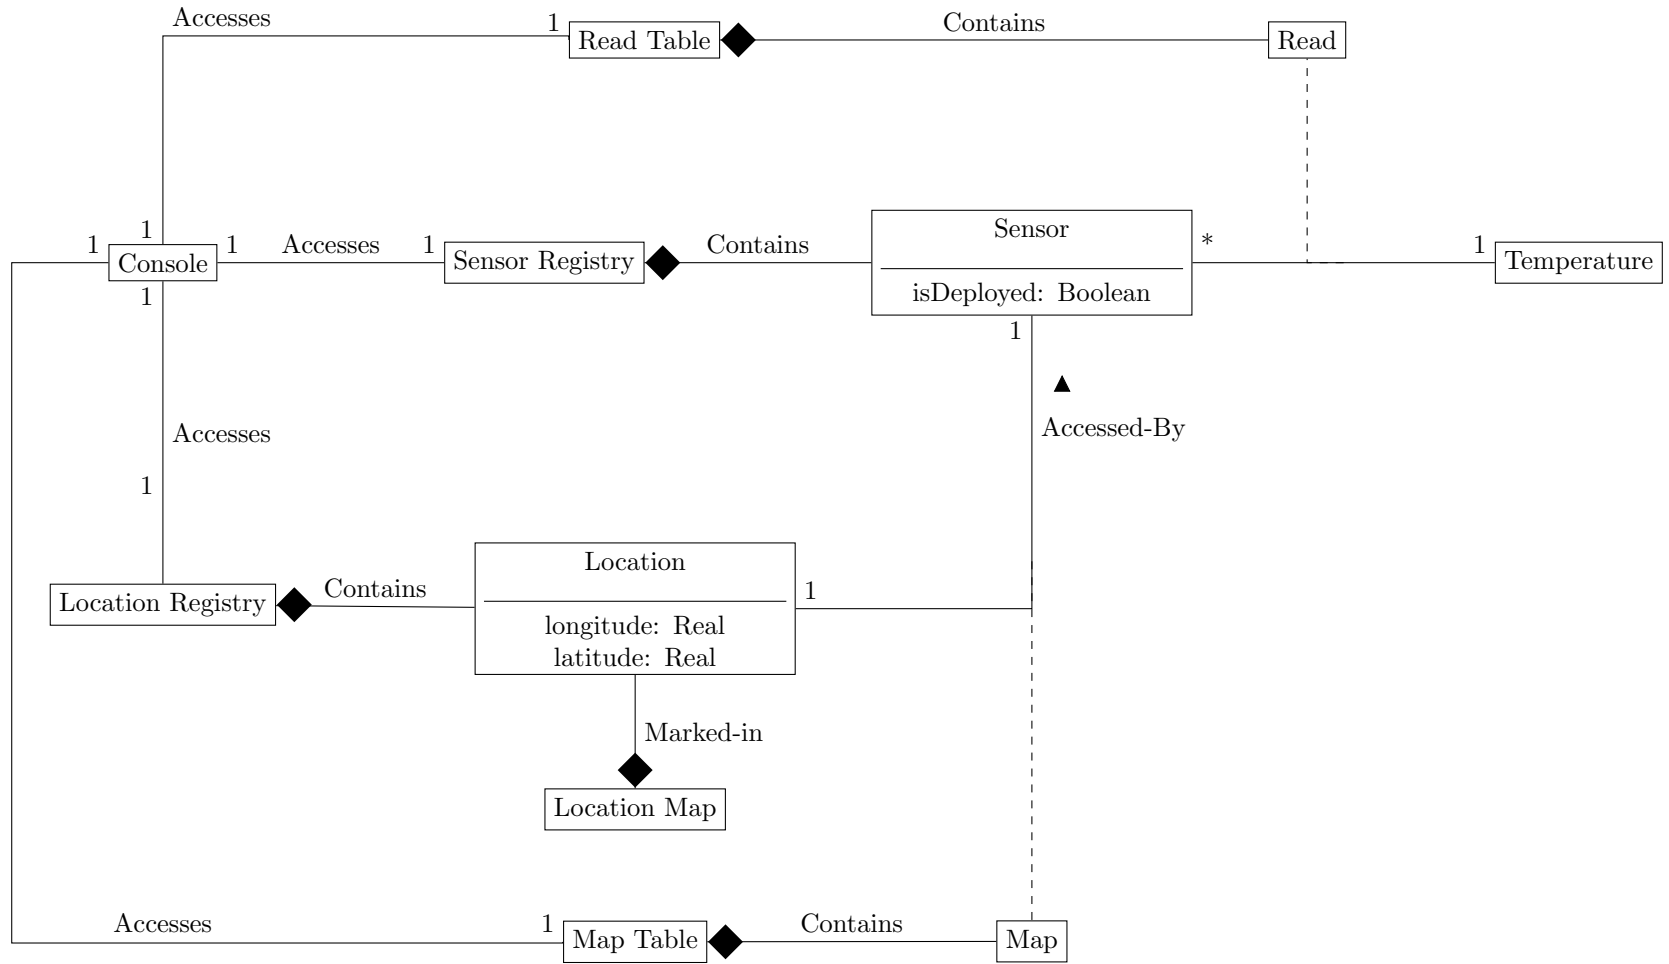 Accesses
1
Read Table
Contains
Read
1
1
Console
1
Accesses
1
Sensor Registry
Contains
Sensor
isDeployed: Boolean
*
1
Temperature
1
1
Accessed-By
Accesses
1
Location Registry
Contains
Location
longitude: Real
latitude: Real
1
Marked-in
Location Map
Accesses
1
Map Table
Contains
Map